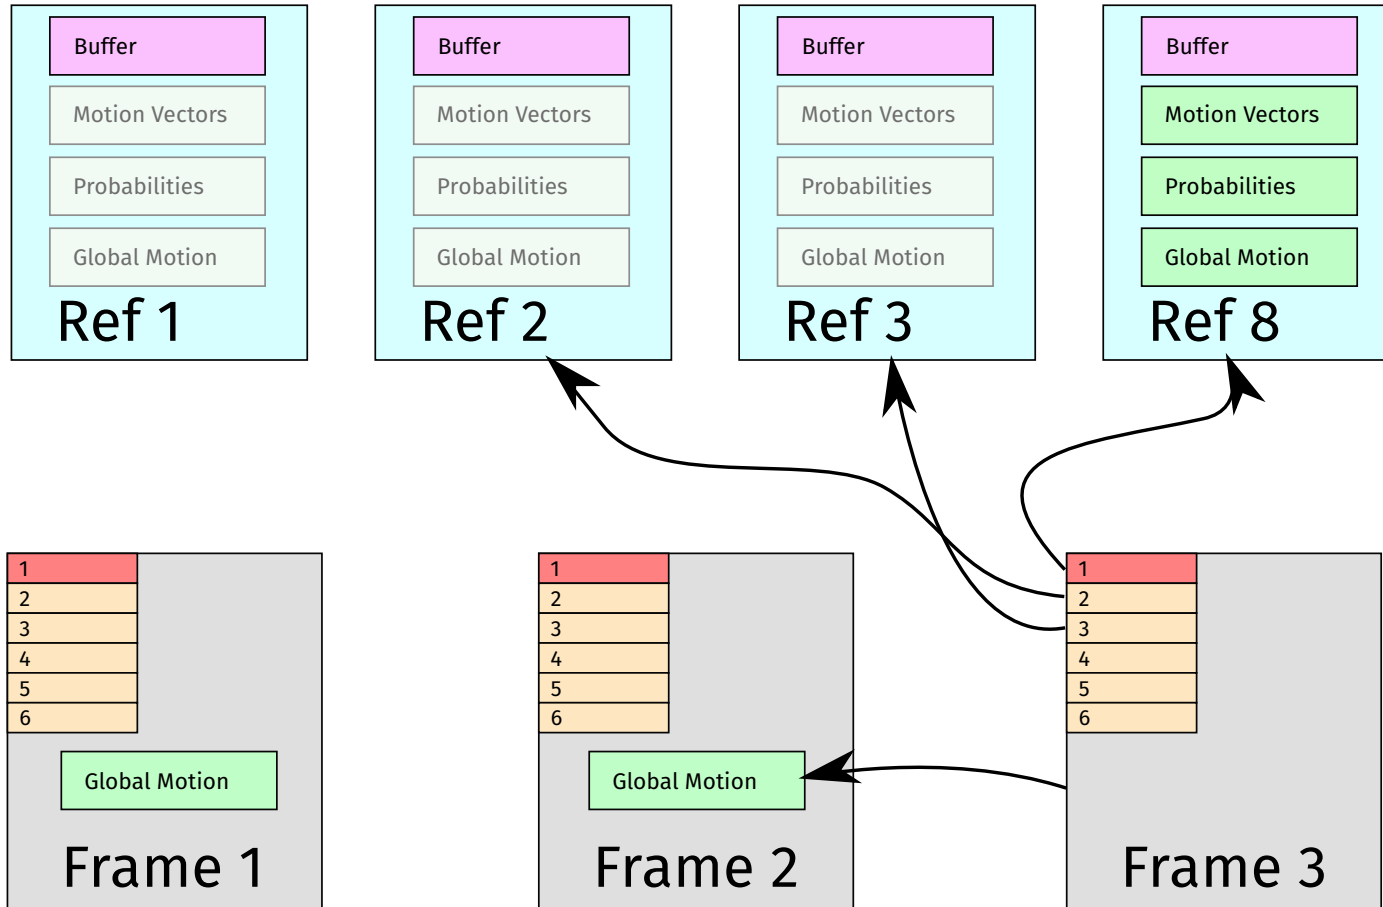 Buffer
Motion Vectors
Probabilities
Global Motion
Ref 1
Buffer
Motion Vectors
Probabilities
Global Motion
Ref 2
Buffer
Motion Vectors
Probabilities
Global Motion
Ref 3
Buffer
Motion Vectors
Probabilities
Global Motion
Ref 8
1
2
3
4
5
6
Global Motion
Frame 1
1
2
3
4
5
6
Global Motion
Frame 2
1
2
3
4
5
6
Frame 3